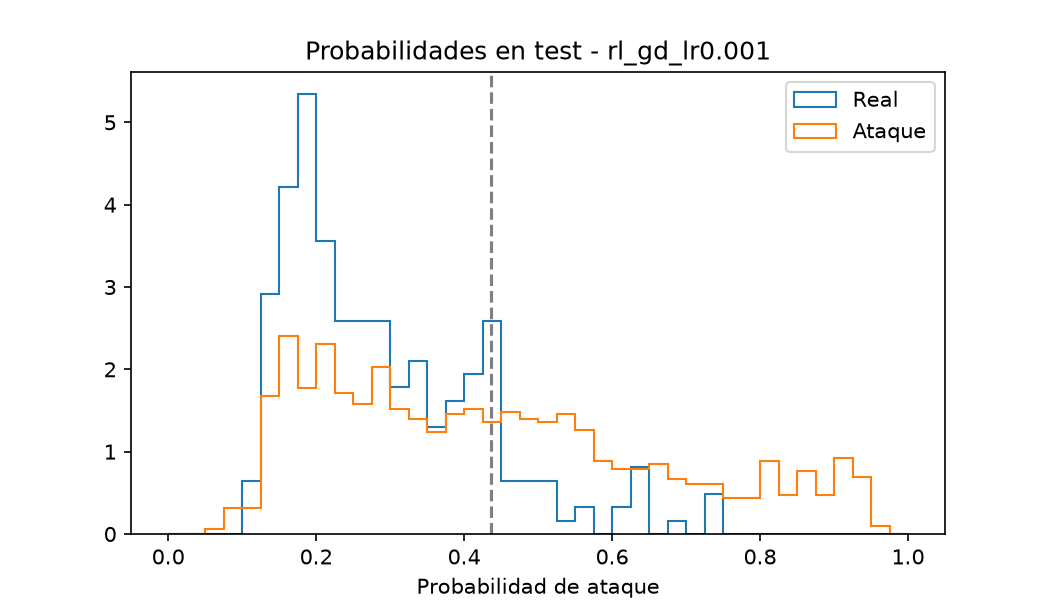 Probabilidades en test - rl_gd_lr0.001
Real
Ataque
5
4
3
2
1
0
0.0 0.2 0.4 0.6 0.8 1.0
Probabilidad de ataque